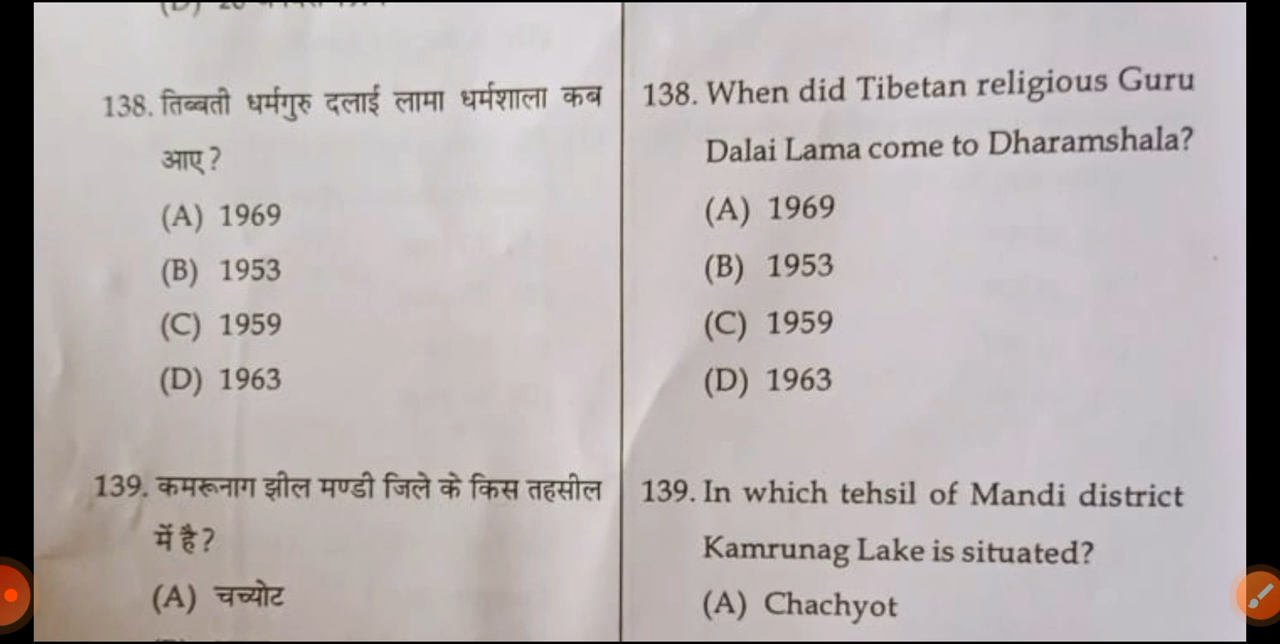 138. तिब्बती धर्मगुरु दलाई लामा धर्मशाला कब
आए?
(A) 1969
(B) 1953
(C) 1959
(D) 1963
139. कमरूनाग झील मण्डी जिले के किस तहसील
में है?
(A) चच्योट
138. When did Tibetan religious Guru
Dalai Lama come to Dharamshala?
(A) 1969
(B) 1953
(C) 1959
(D) 1963
139. In which tehsil of Mandi district
Kamrunag Lake is situated?
(A) Chachyot